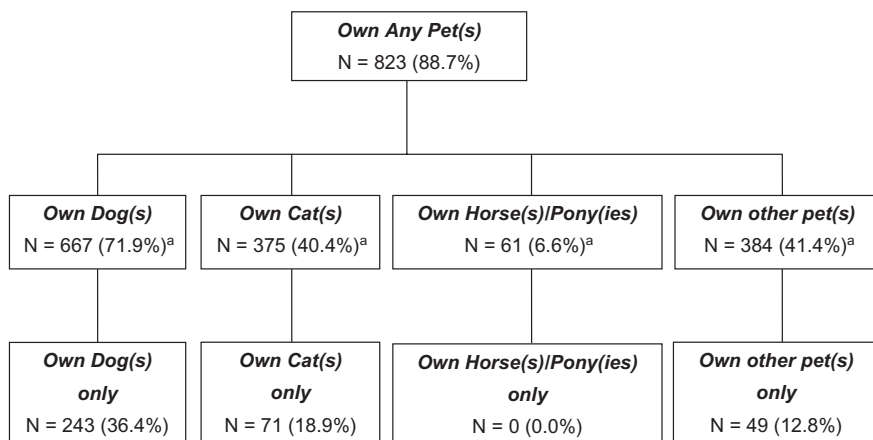 Own Any Pet(s)
N = 823 (88.7%)
Own Dog(s)
N = 667 (71.9%)ᵃ
Own Cat(s)
N = 375 (40.4%)ᵃ
Own Horse(s)/Pony(ies)
N = 61 (6.6%)ᵃ
Own other pet(s)
N = 384 (41.4%)ᵃ
Own Dog(s)
only
N = 243 (36.4%)
Own Cat(s)
only
N = 71 (18.9%)
Own Horse(s)/Pony(ies)
only
N = 0 (0.0%)
Own other pet(s)
only
N = 49 (12.8%)